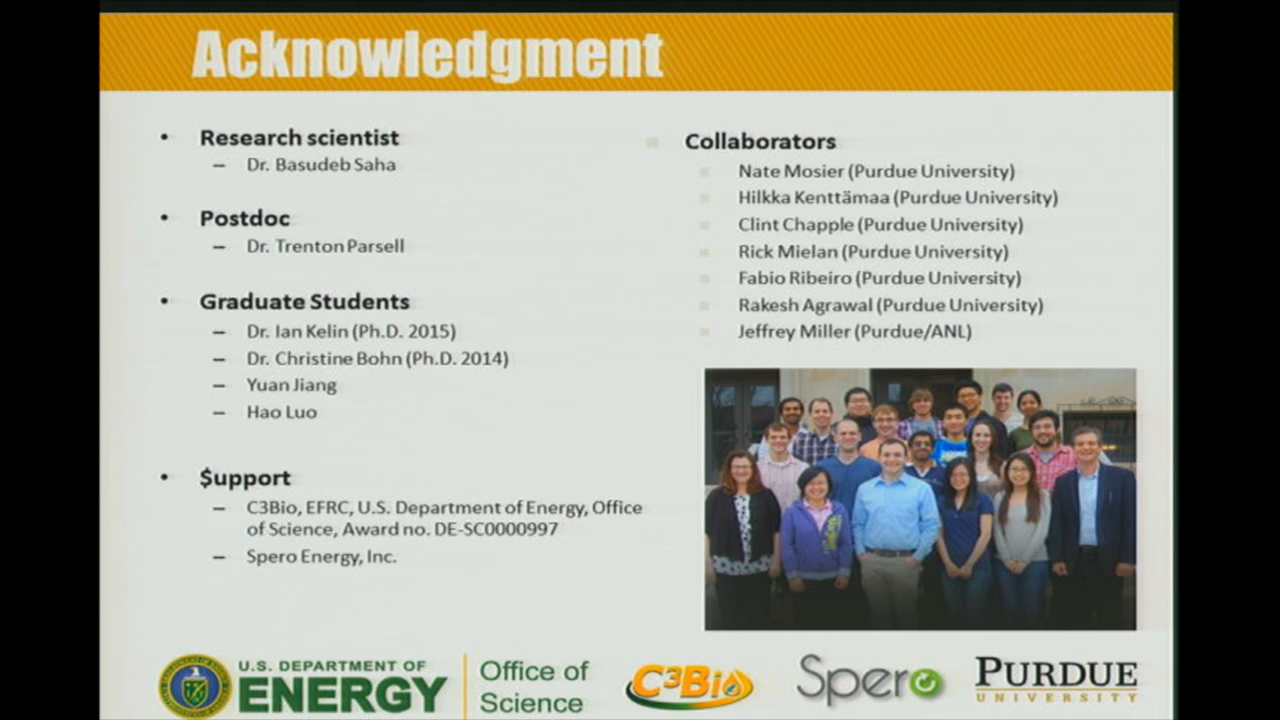 Acknowledgment
• Research scientist
– Dr. Basudeb Saha
• Postdoc
– Dr. Trenton Parsell
• Graduate Students
– Dr. Ian Kelin (Ph.D. 2015)
– Dr. Christine Bohn (Ph.D. 2014)
– Yuan Jiang
– Hao Luo
• $upport
– C3Bio, EFRC, U.S. Department of Energy, Office
of Science, Award no. DE-SC0000997
– Spero Energy, Inc.
Collaborators
Nate Mosier (Purdue University)
Hilkka Kenttämaa (Purdue University)
Clint Chapple (Purdue University)
Rick Mielan (Purdue University)
Fabio Ribeiro (Purdue University)
Rakesh Agrawal (Purdue University)
Jeffrey Miller (Purdue/ANL)
U.S. DEPARTMENT OF
ENERGY
Office of
Science
C³Bio
Spero
PURDUE
UNIVERSITY